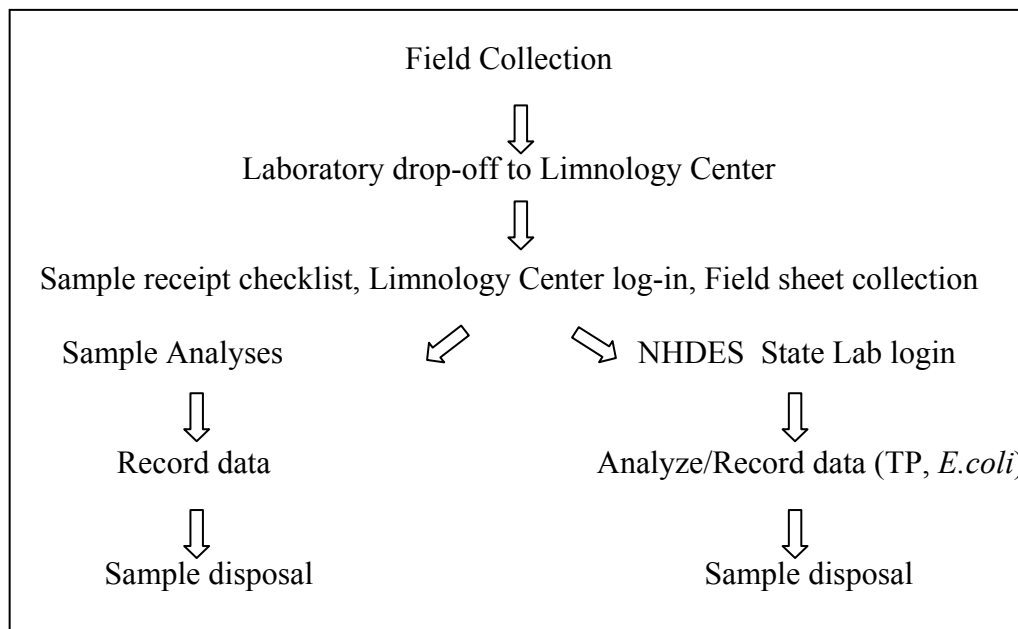 Field Collection
Laboratory drop-off to Limnology Center
Sample receipt checklist, Limnology Center log-in, Field sheet collection
Sample Analyses
NHDES State Lab login
Record data
Analyze/Record data (TP, E.coli)
Sample disposal
Sample disposal